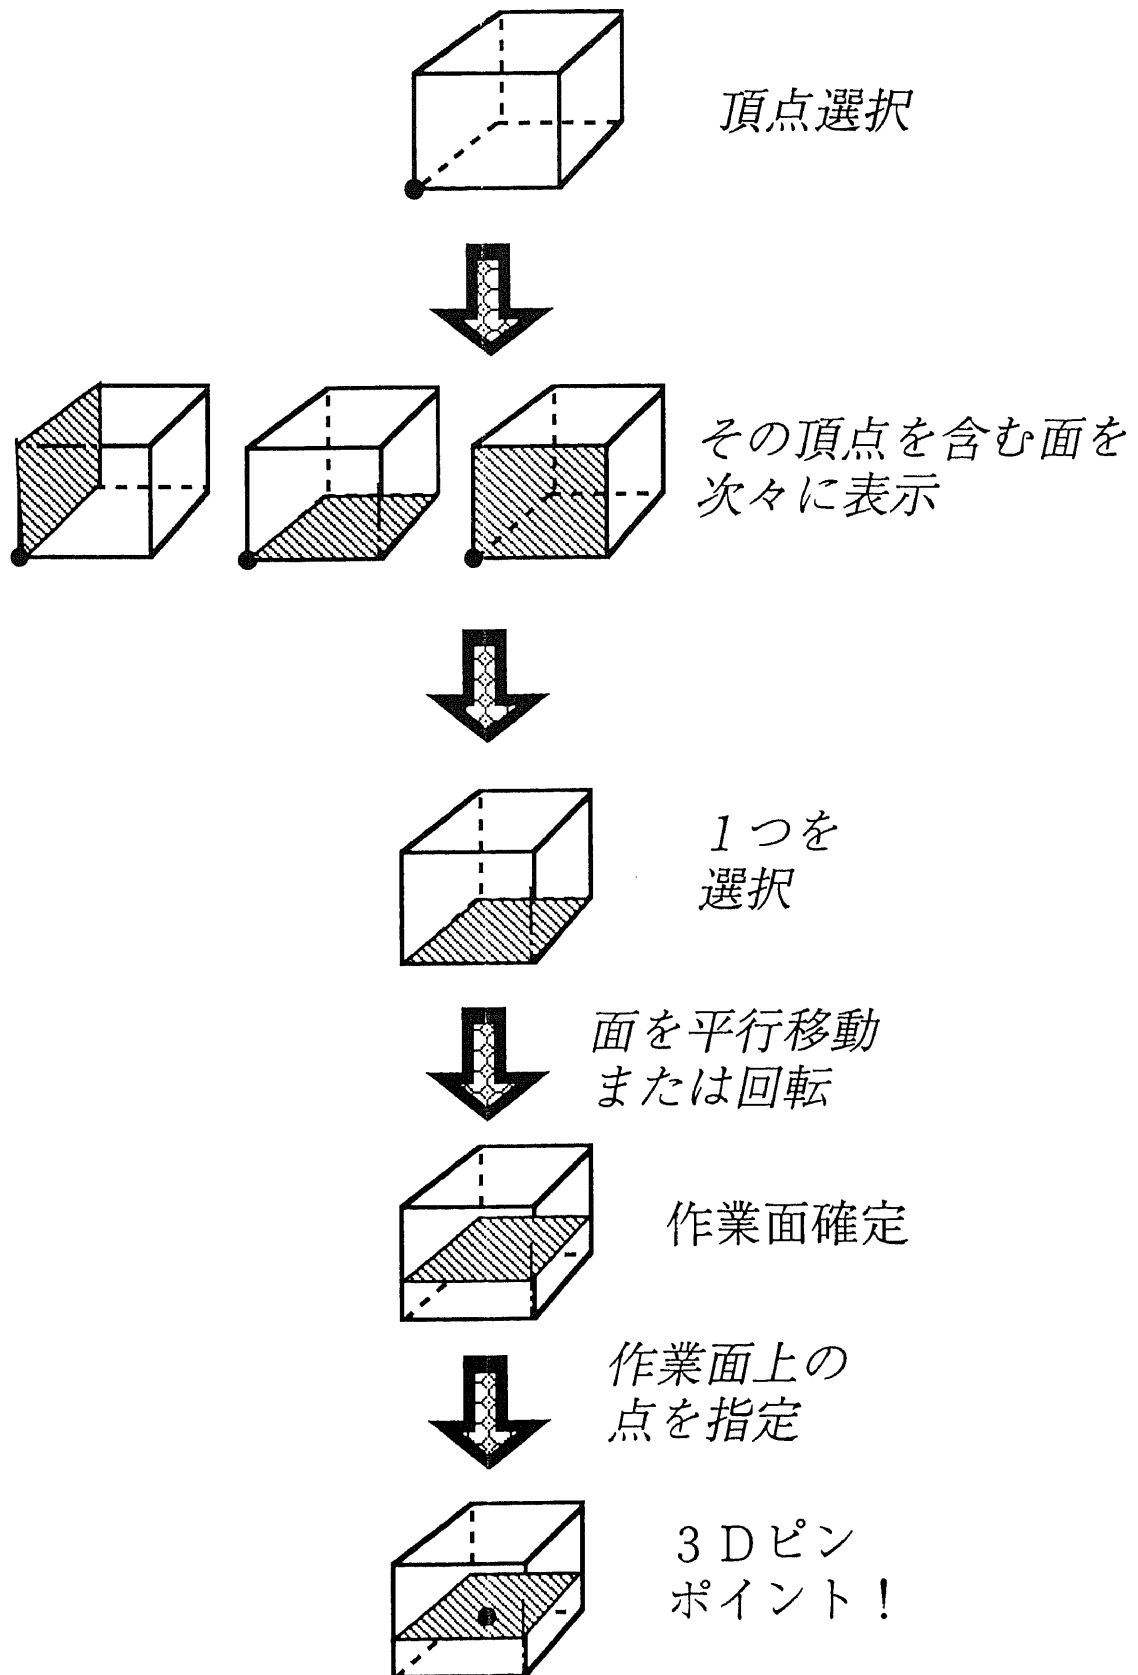 頂点選択
その頂点を含む面を
次々に表示
1つを
選択
面を平行移動
または回転
作業面確定
作業面上の
点を指定
3Dピン
ポイント！